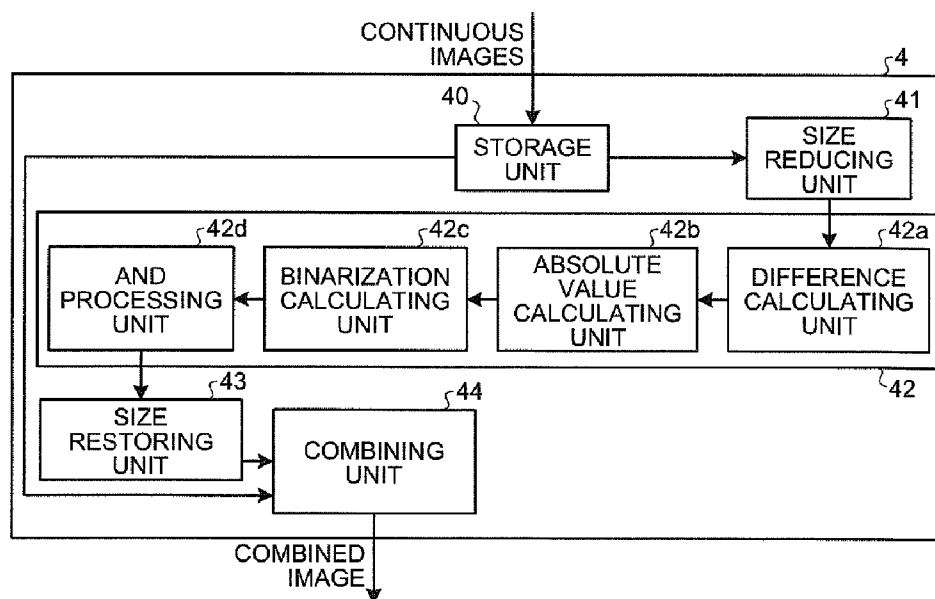 CONTINUOUS
IMAGES
4
40
STORAGE
UNIT
41
SIZE
REDUCING
UNIT
42d
AND
PROCESSING
UNIT
42c
BINARIZATION
CALCULATING
UNIT
42b
ABSOLUTE
VALUE
CALCULATING
UNIT
42a
DIFFERENCE
CALCULATING
UNIT
42
43
SIZE
RESTORING
UNIT
44
COMBINING
UNIT
COMBINED
IMAGE